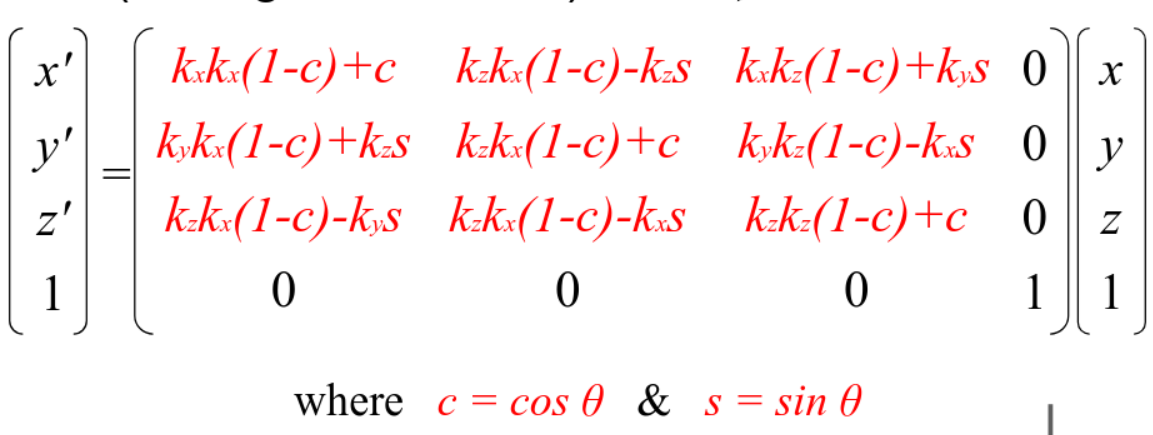 x' = kxkx(1-c)+c kzkx(1-c)-kzs kxkz(1-c)+kys 0 x
y' kykx(1-c)+kzs kzkx(1-c)+c kykz(1-c)-kxs 0 y
z' kzkx(1-c)-kys kzkx(1-c)-kxs kzkz(1-c)+c 0 z
1 0 0 0 1 1
where c = cos θ & s = sin θ